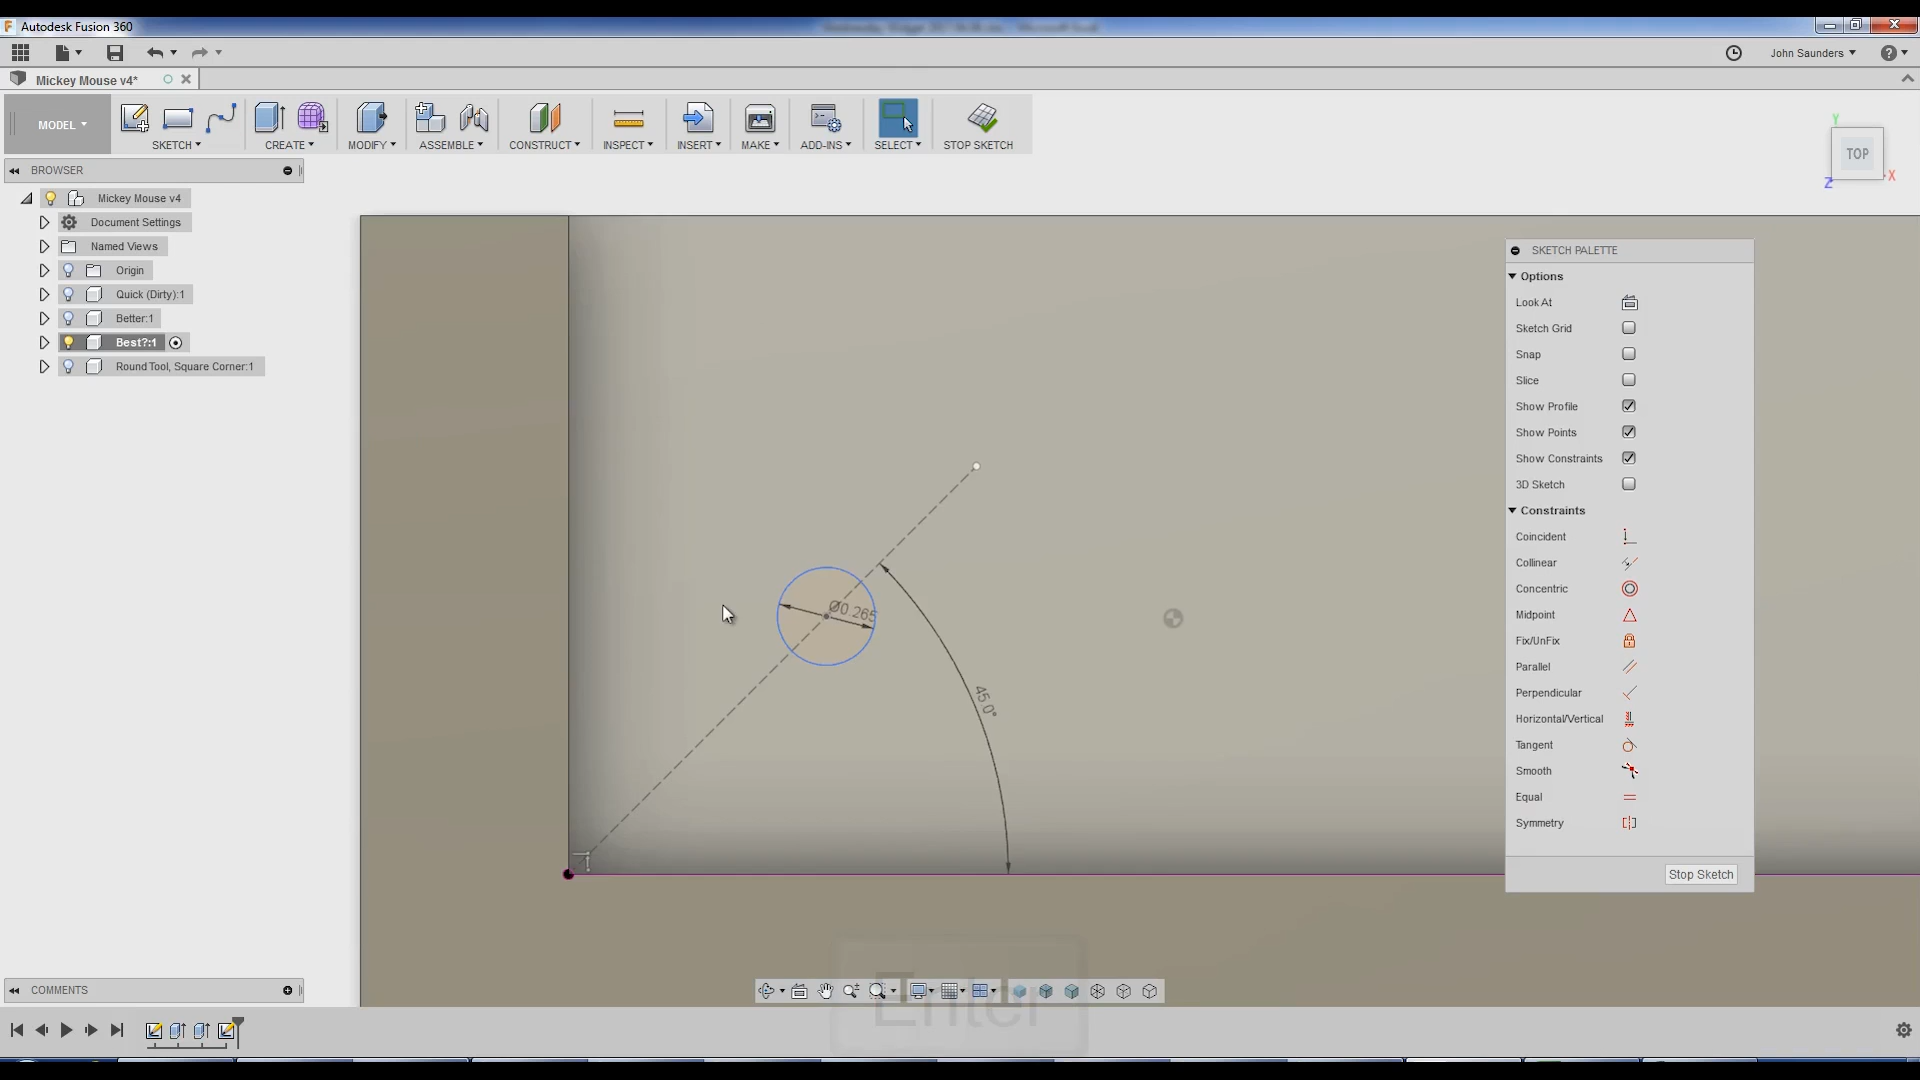 Autodesk Fusion 360
John Saunders
Mickey Mouse v4*
MODEL
SKETCH
CREATE
MODIFY
ASSEMBLE
CONSTRUCT
INSPECT
INSERT
MAKE
ADD-INS
SELECT
STOP SKETCH
Y
TOP
X
Z
BROWSER
Mickey Mouse v4
Document Settings
Named Views
Origin
Quick (Dirty):1
Better:1
Best?:1
Round Tool, Square Corner:1
Ø0.265
45.0°
SKETCH PALETTE
Options
Look At
Sketch Grid
Snap
Slice
Show Profile
Show Points
Show Constraints
3D Sketch
Constraints
Coincident
Collinear
Concentric
Midpoint
Fix/UnFix
Parallel
Perpendicular
Horizontal/Vertical
Tangent
Smooth
Equal
Symmetry
Stop Sketch
COMMENTS
Enter